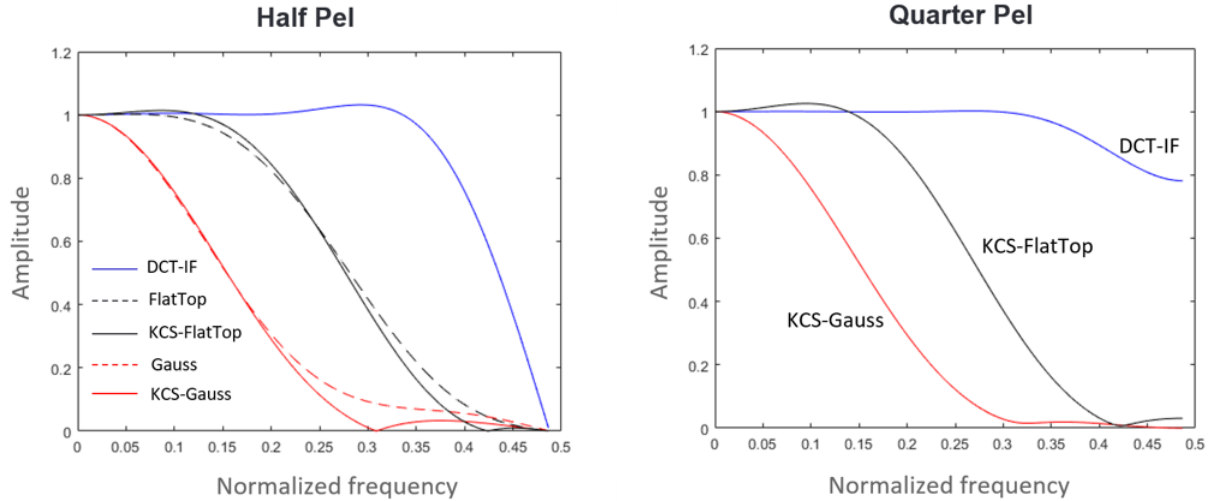 Half Pel
1.2
1
0.8
0.6
0.4
0.2
0
0 0.05 0.1 0.15 0.2 0.25 0.3 0.35 0.4 0.45 0.5
Amplitude
Normalized frequency
DCT-IF
FlatTop
KCS-FlatTop
Gauss
KCS-Gauss
Quarter Pel
1.2
1
0.8
0.6
0.4
0.2
0
0 0.05 0.1 0.15 0.2 0.25 0.3 0.35 0.4 0.45 0.5
Amplitude
Normalized frequency
DCT-IF
KCS-FlatTop
KCS-Gauss